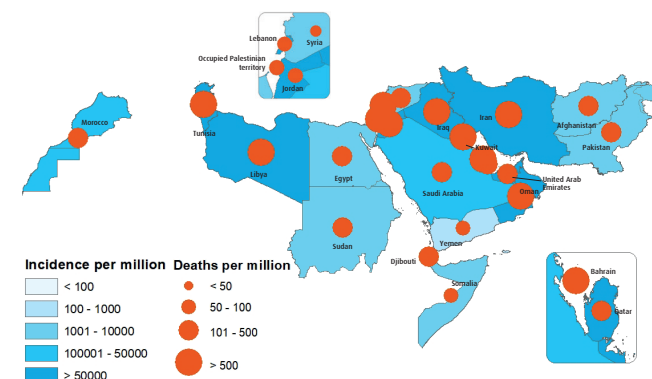 Lebanon
Syria
Occupied Palestinian
territory
Jordan
Morocco
Tunisia
Libya
Egypt
Sudan
Iraq
Iran
Kuwait
Afghanistan
Pakistan
Saudi Arabia
United Arab
Emirates
Oman
Yemen
Djibouti
Somalia
Bahrain
Qatar
Incidence per million
< 100
100 - 1000
1001 - 10000
100001 - 50000
> 50000
Deaths per million
< 50
50 - 100
101 - 500
> 500